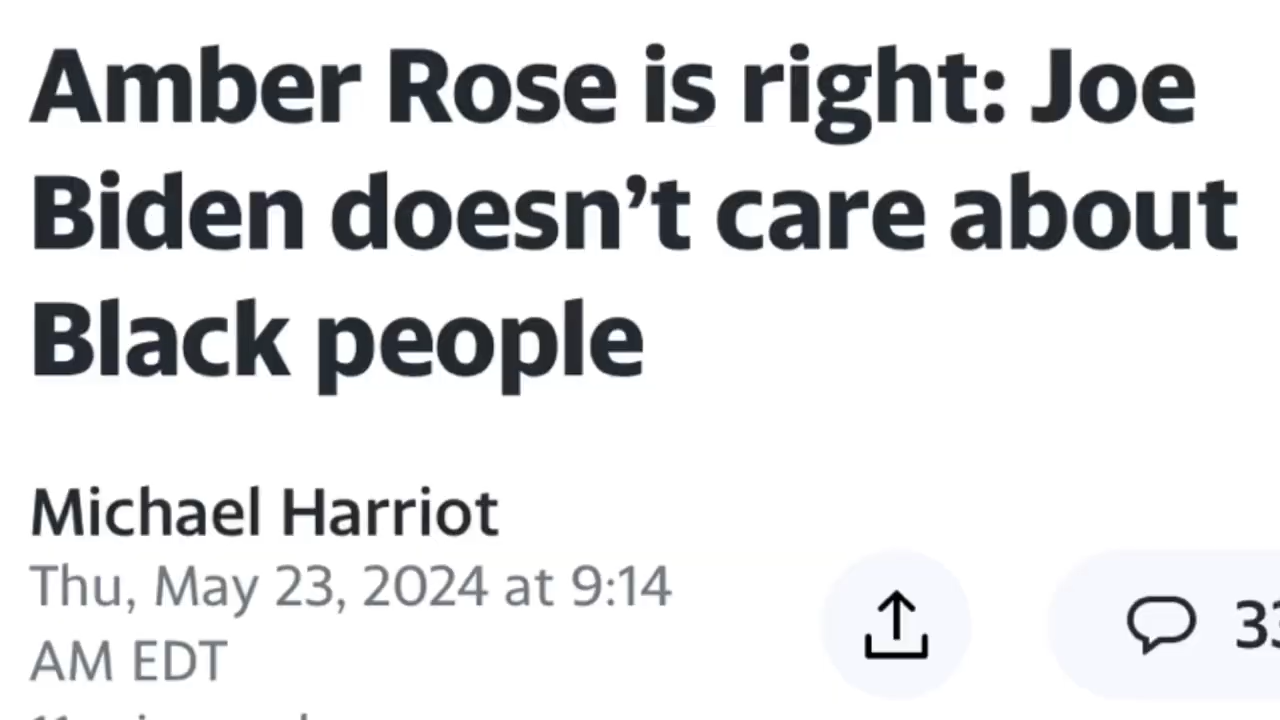 Amber Rose is right: Joe
Biden doesn’t care about
Black people
Michael Harriot
Thu, May 23, 2024 at 9:14
AM EDT
33